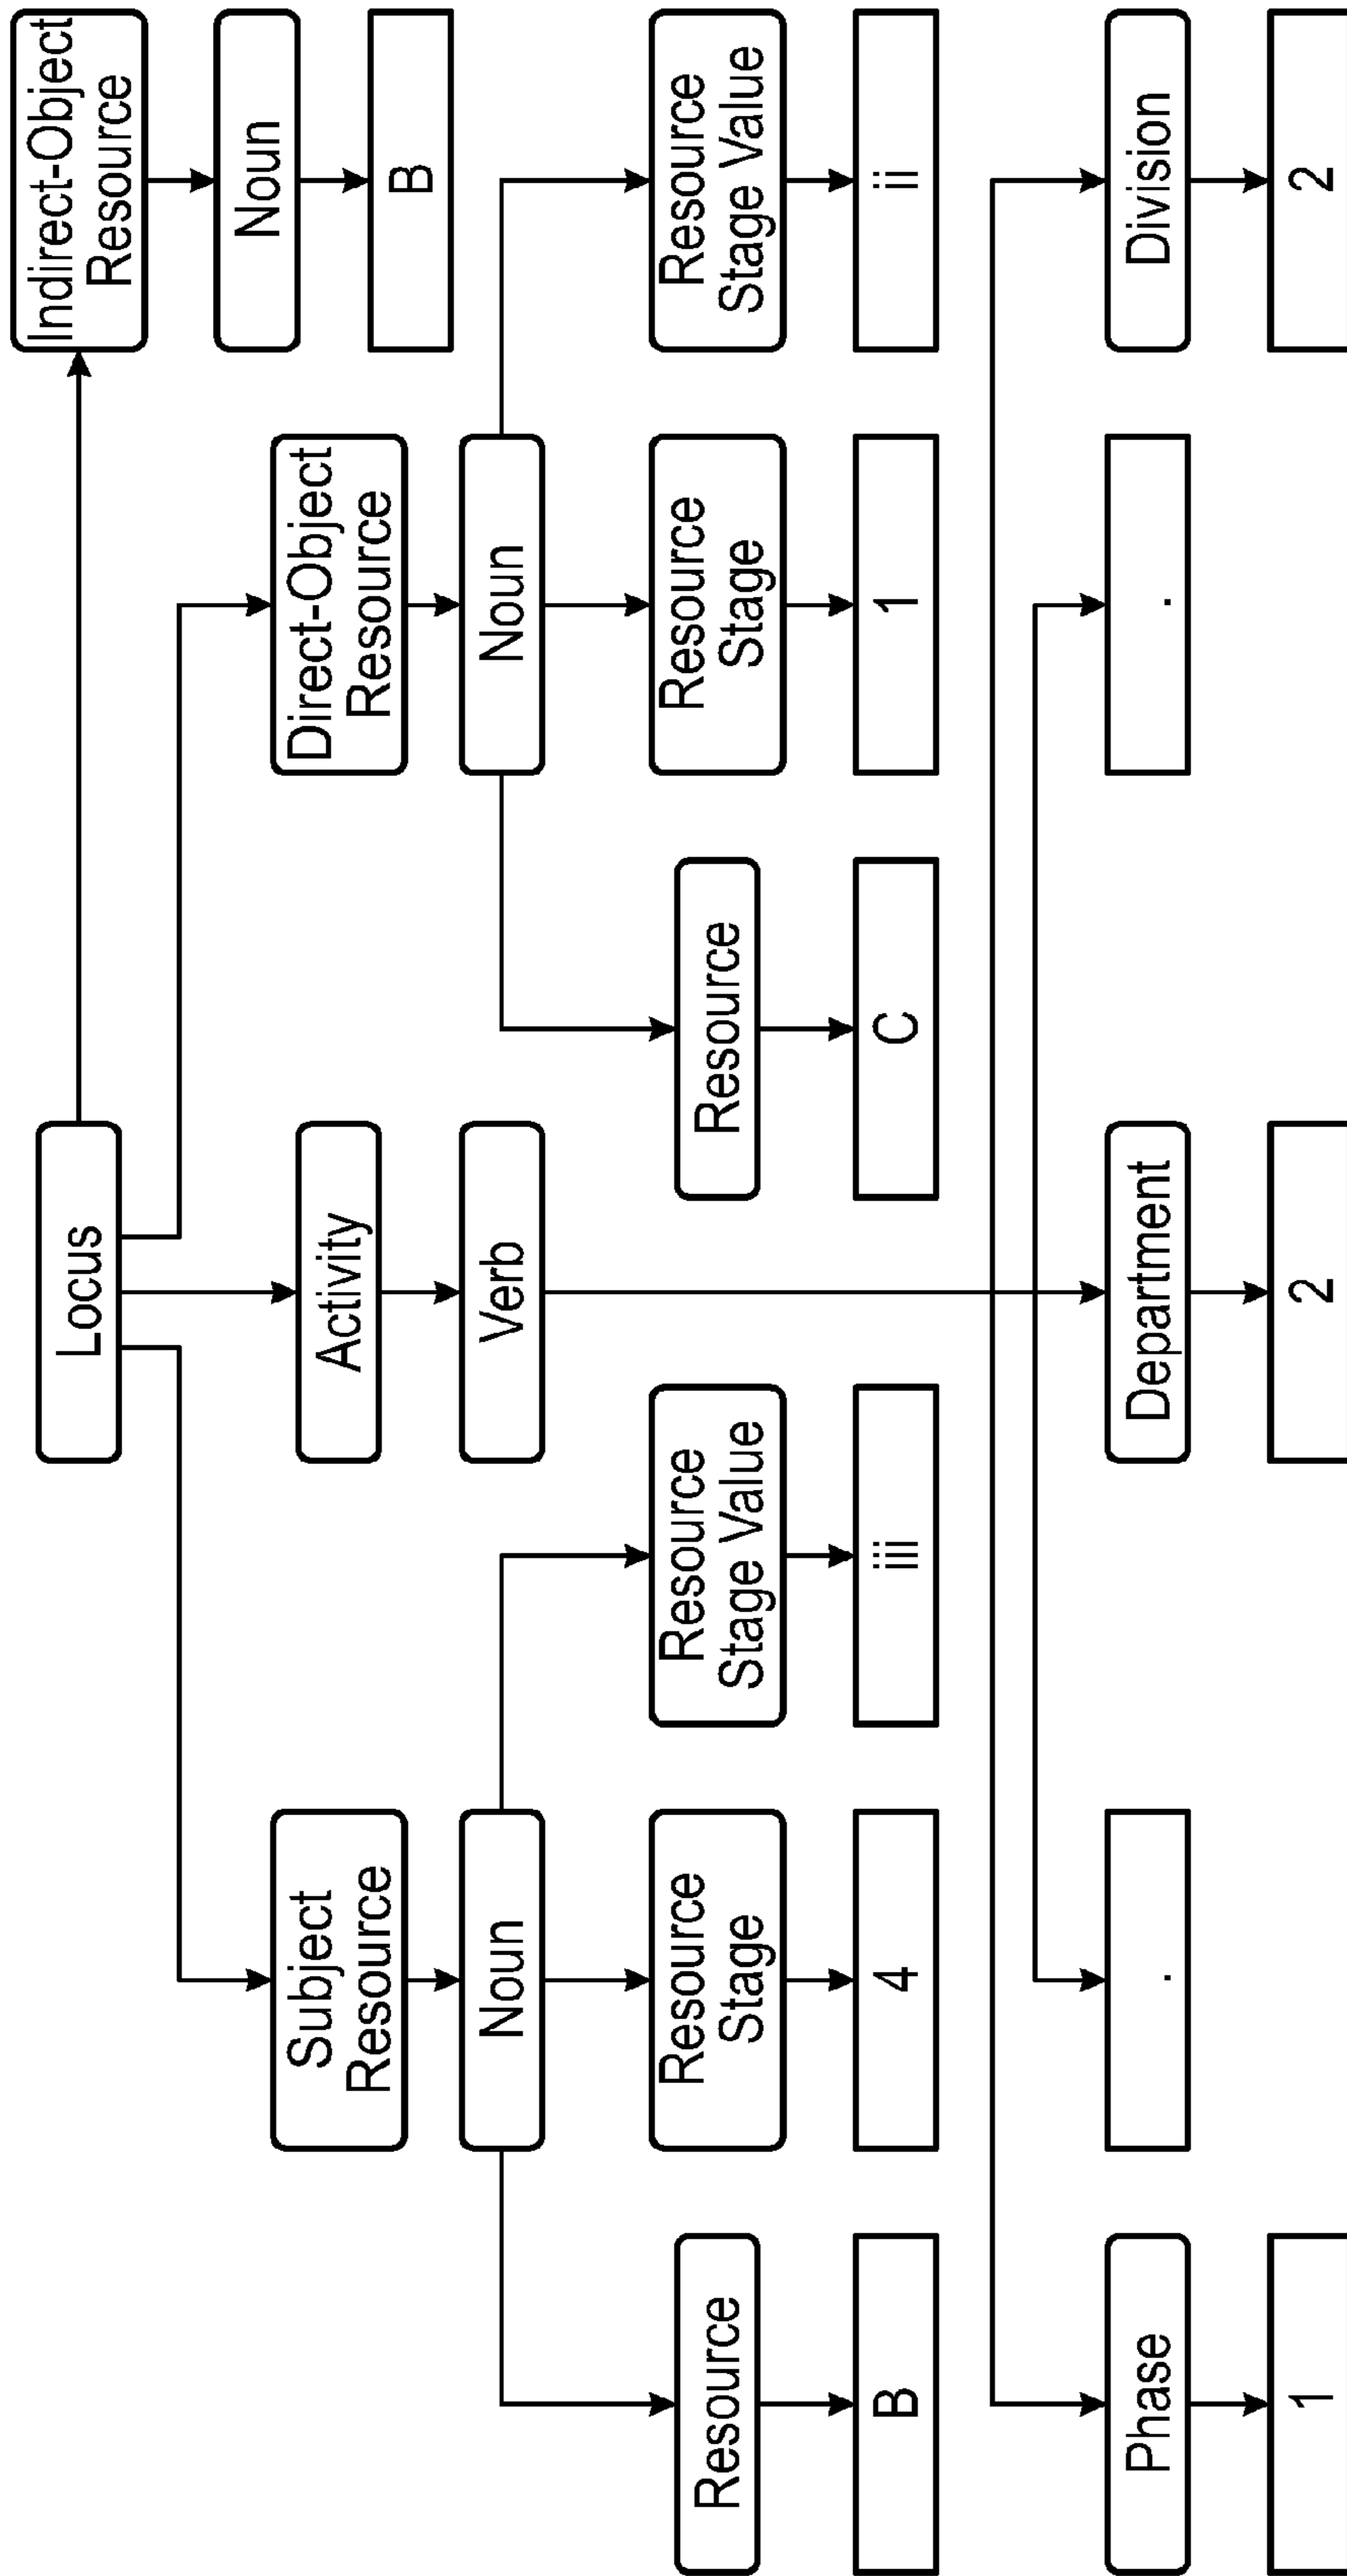 Locus
Indirect-Object
Resource
Noun
B
Subject
Resource
Activity
Direct-Object
Resource
Noun
Verb
Noun
Resource
Resource
Stage
Resource
Stage Value
Resource
Resource
Stage
Resource
Stage Value
B
4
iii
C
1
ii
Phase
.
Department
.
Division
1
2
2